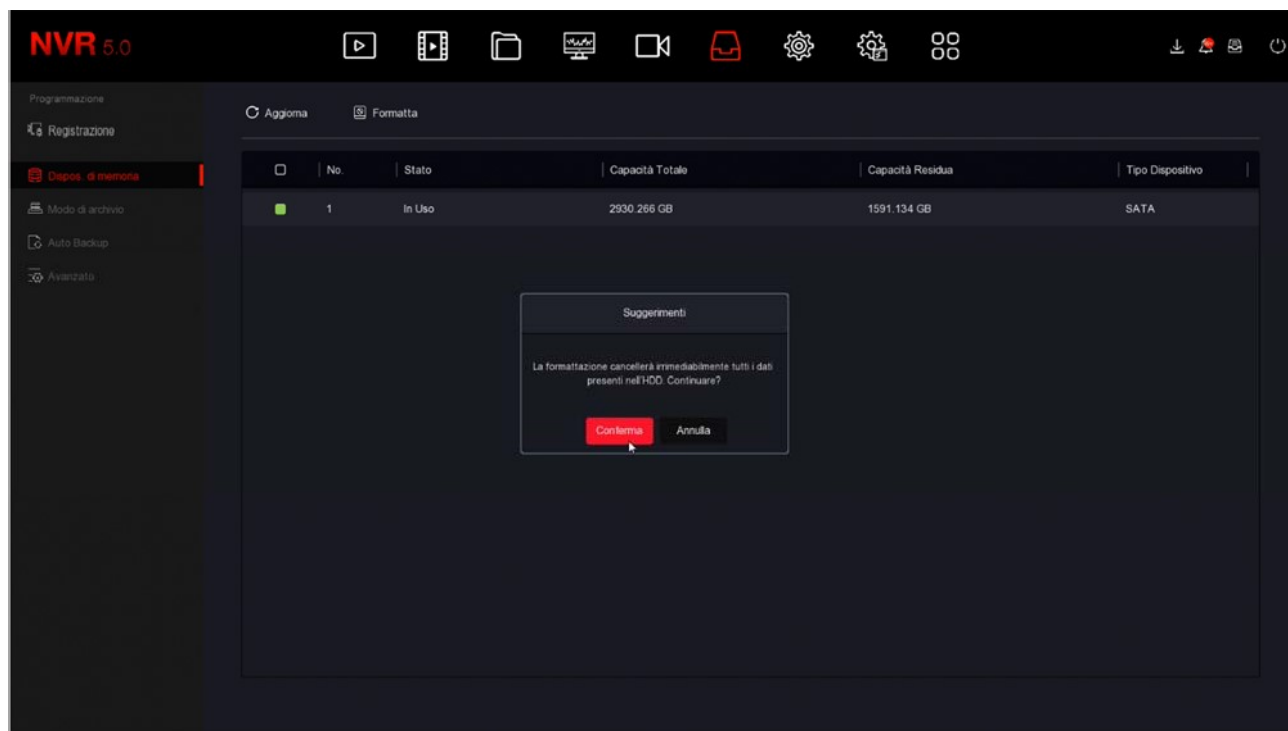 NVR 5.0
Programmazione
Registrazione
Dispos. di memoria
Modo di archivio
Auto Backup
Avanzato
Aggiorna Formatta
No. Stato Capacità Totale Capacità Residua Tipo Dispositivo
1 In Uso 2930.266 GB 1591.134 GB SATA
Suggerimenti
La formattazione cancellerà irrimediabilmente tutti i dati
presenti nell'HDD. Continuare?
Conferma Annulla